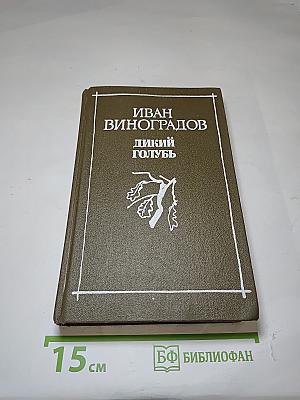 ИВАН
ВИНОГРАДОВ
ДИКИЙ
ГОЛУБЬ
15 см
БФ БИБЛИОФАН